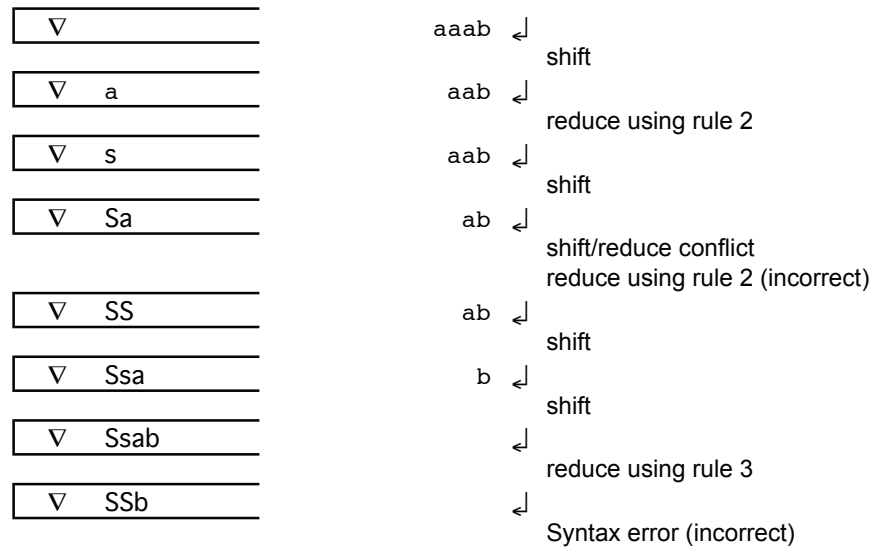 ∇ aaab ↲
shift
∇ a aab ↲
reduce using rule 2
∇ s aab ↲
shift
∇ Sa ab ↲
shift/reduce conflict
reduce using rule 2 (incorrect)
∇ SS ab ↲
shift
∇ Ssa b ↲
shift
∇ Ssab ↲
reduce using rule 3
∇ SSb ↲
Syntax error (incorrect)